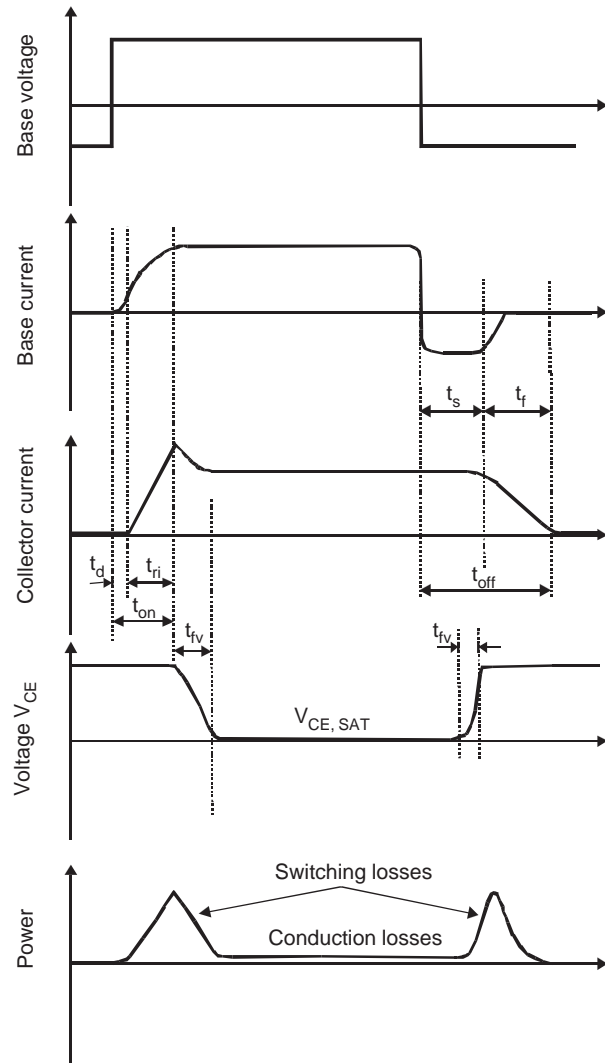 Base voltage
Base current
t_s
t_f
Collector current
t_d
t_ri
t_on
t_fv
t_off
t_fv
Voltage V_CE
V_CE, SAT
Power
Switching losses
Conduction losses